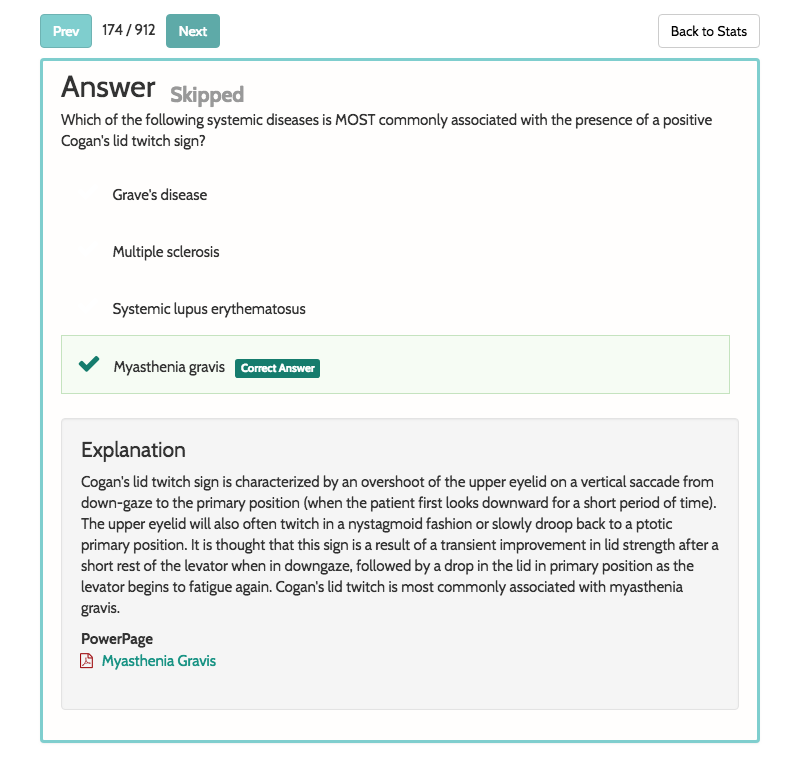 Prev 174 / 912 Next Back to Stats
Answer Skipped
Which of the following systemic diseases is MOST commonly associated with the presence of a positive
Cogan's lid twitch sign?
Grave's disease
Multiple sclerosis
Systemic lupus erythematosus
Myasthenia gravis Correct Answer
Explanation
Cogan's lid twitch sign is characterized by an overshoot of the upper eyelid on a vertical saccade from
down-gaze to the primary position (when the patient first looks downward for a short period of time).
The upper eyelid will also often twitch in a nystagmoid fashion or slowly droop back to a ptotic
primary position. It is thought that this sign is a result of a transient improvement in lid strength after a
short rest of the levator when in downgaze, followed by a drop in the lid in primary position as the
levator begins to fatigue again. Cogan's lid twitch is most commonly associated with myasthenia
gravis.
PowerPage
Myasthenia Gravis